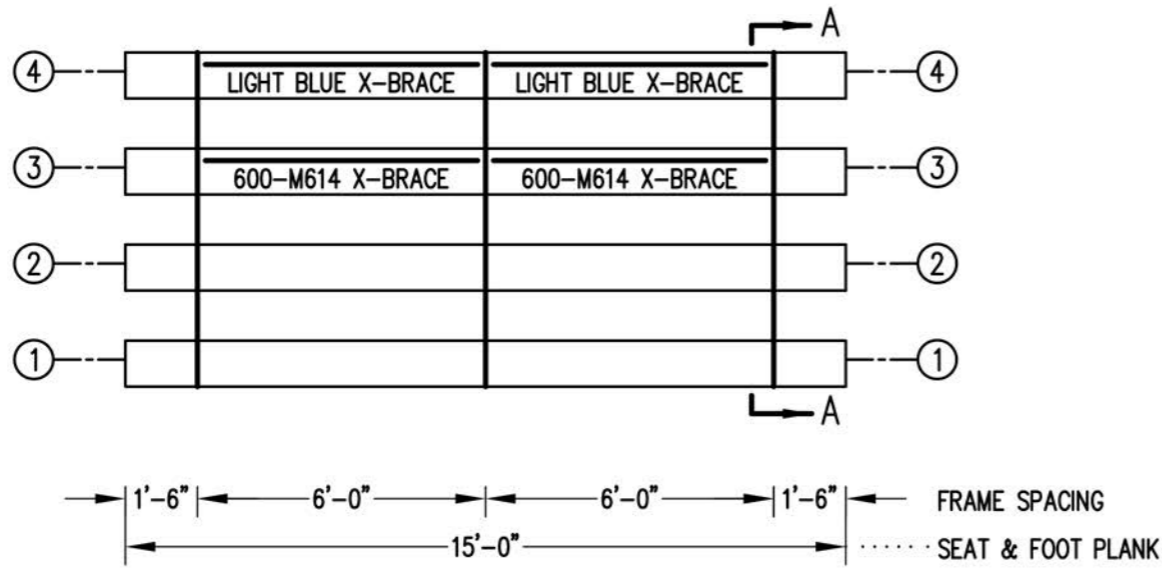 A
4 LIGHT BLUE X-BRACE LIGHT BLUE X-BRACE 4
3 600-M614 X-BRACE 600-M614 X-BRACE 3
2 2
1 1
A
1'-6" 6'-0" 6'-0" 1'-6" FRAME SPACING
15'-0" SEAT & FOOT PLANK